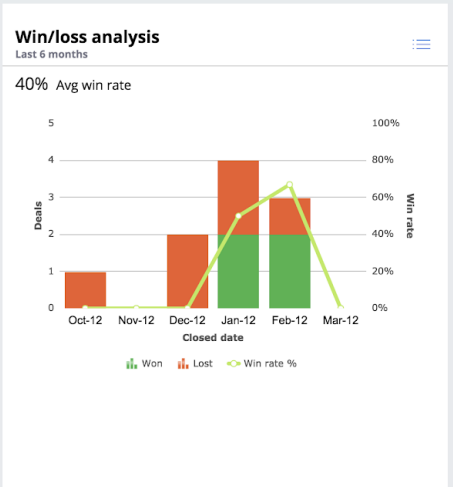 Win/loss analysis
Last 6 months
40% Avg win rate
5 100%
4 80%
3 60%
2 40%
1 20%
0 0%
Deals
Win rate
Oct-12 Nov-12 Dec-12 Jan-12 Feb-12 Mar-12
Closed date
Won Lost Win rate %